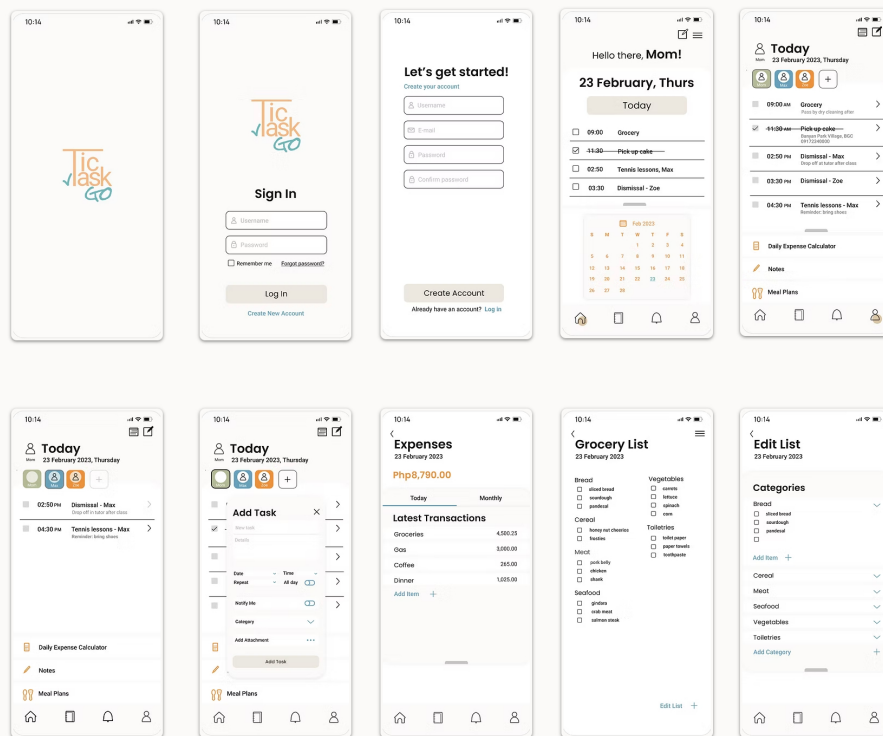 10:14
Tic
Task
GO
10:14
Tic
Task
GO
Sign In
Username
Password
Remember me Forgot password?
Log In
Create New Account
10:14
Let's get started!
Create your account
Username
E-mail
Password
Confirm password
Create Account
Already have an account? Log in
10:14
Hello there, Mom!
23 February, Thurs
Today
09:00 Grocery
11:30 Pick up cake
02:50 Tennis lessons, Max
03:30 Dismissal - Zoe
Feb 2023
S M T W T F S
1 2 3 4
5 6 7 8 9 10 11
12 13 14 15 16 17 18
19 20 21 22 23 24 25
26 27 28
10:14
Today
Mom 23 February 2023, Thursday
Mom Max Zoe +
09:00 AM Grocery
Pass by dry cleaning after
11:30 AM Pick up cake
Banyan Park Village, BGC
09172240000
02:50 PM Dismissal - Max
Drop off at tutor after class
03:30 PM Dismissal - Zoe
04:30 PM Tennis lessons - Max
Reminder: bring shoes
Daily Expense Calculator
Notes
Meal Plans
10:14
Today
Mom 23 February 2023, Thursday
Max Zoe +
02:50 PM Dismissal - Max
Drop off in tutor after class
04:30 PM Tennis lessons - Max
Reminder: bring shoes
Daily Expense Calculator
Notes
Meal Plans
10:14
Today
Mom 23 February 2023, Thursday
Max Zoe +
Add Task
New task
Details
Date Time
Repeat All day
Notify Me
Category
Add Attachment
Add Task
Meal Plans
10:14
Expenses
23 February 2023
Php8,790.00
Today Monthly
Latest Transactions
Groceries 4,500.25
Gas 3,000.00
Coffee 265.00
Dinner 1,025.00
Add Item +
10:14
Grocery List
23 February 2023
Bread
sliced bread
sourdough
pandesal
Cereal
honey nut cheerios
frosties
Meat
pork belly
chicken
shank
Seafood
gindara
crab meat
salmon steak
Vegetables
carrots
lettuce
spinach
corn
Toiletries
toilet paper
paper towels
toothpaste
Edit List +
10:14
Edit List
23 February 2023
Categories
Bread
sliced bread
sourdough
pandesal
Add Item +
Cereal
Meat
Seafood
Vegetables
Toiletries
Add Category +